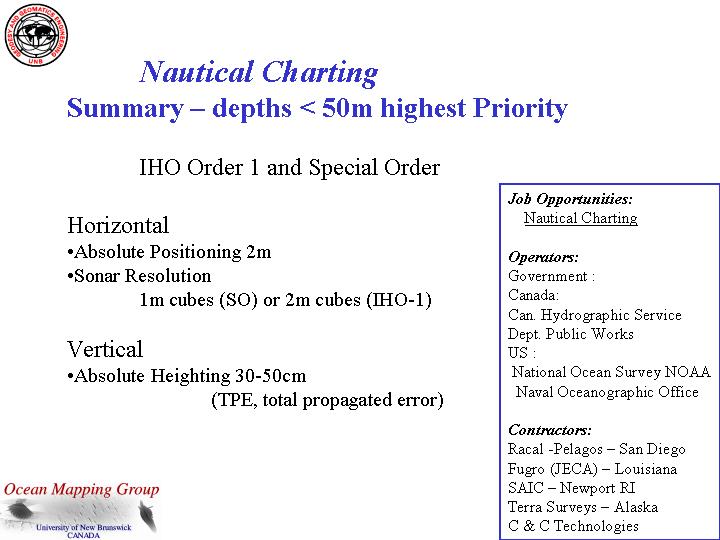 GEODESY AND GEOMATICS ENGINEERING
UNB
Nautical Charting
Summary – depths < 50m highest Priority
IHO Order 1 and Special Order
Horizontal
•Absolute Positioning 2m
•Sonar Resolution
1m cubes (SO) or 2m cubes (IHO-1)
Vertical
•Absolute Heighting 30-50cm
(TPE, total propagated error)
Job Opportunities:
Nautical Charting
Operators:
Government :
Canada:
Can. Hydrographic Service
Dept. Public Works
US :
National Ocean Survey NOAA
Naval Oceanographic Office
Contractors:
Racal -Pelagos – San Diego
Fugro (JECA) – Louisiana
SAIC – Newport RI
Terra Surveys – Alaska
C & C Technologies
Ocean Mapping Group
University of New Brunswick
CANADA